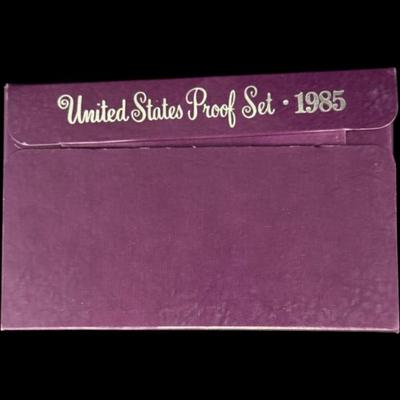 United States Proof Set · 1985